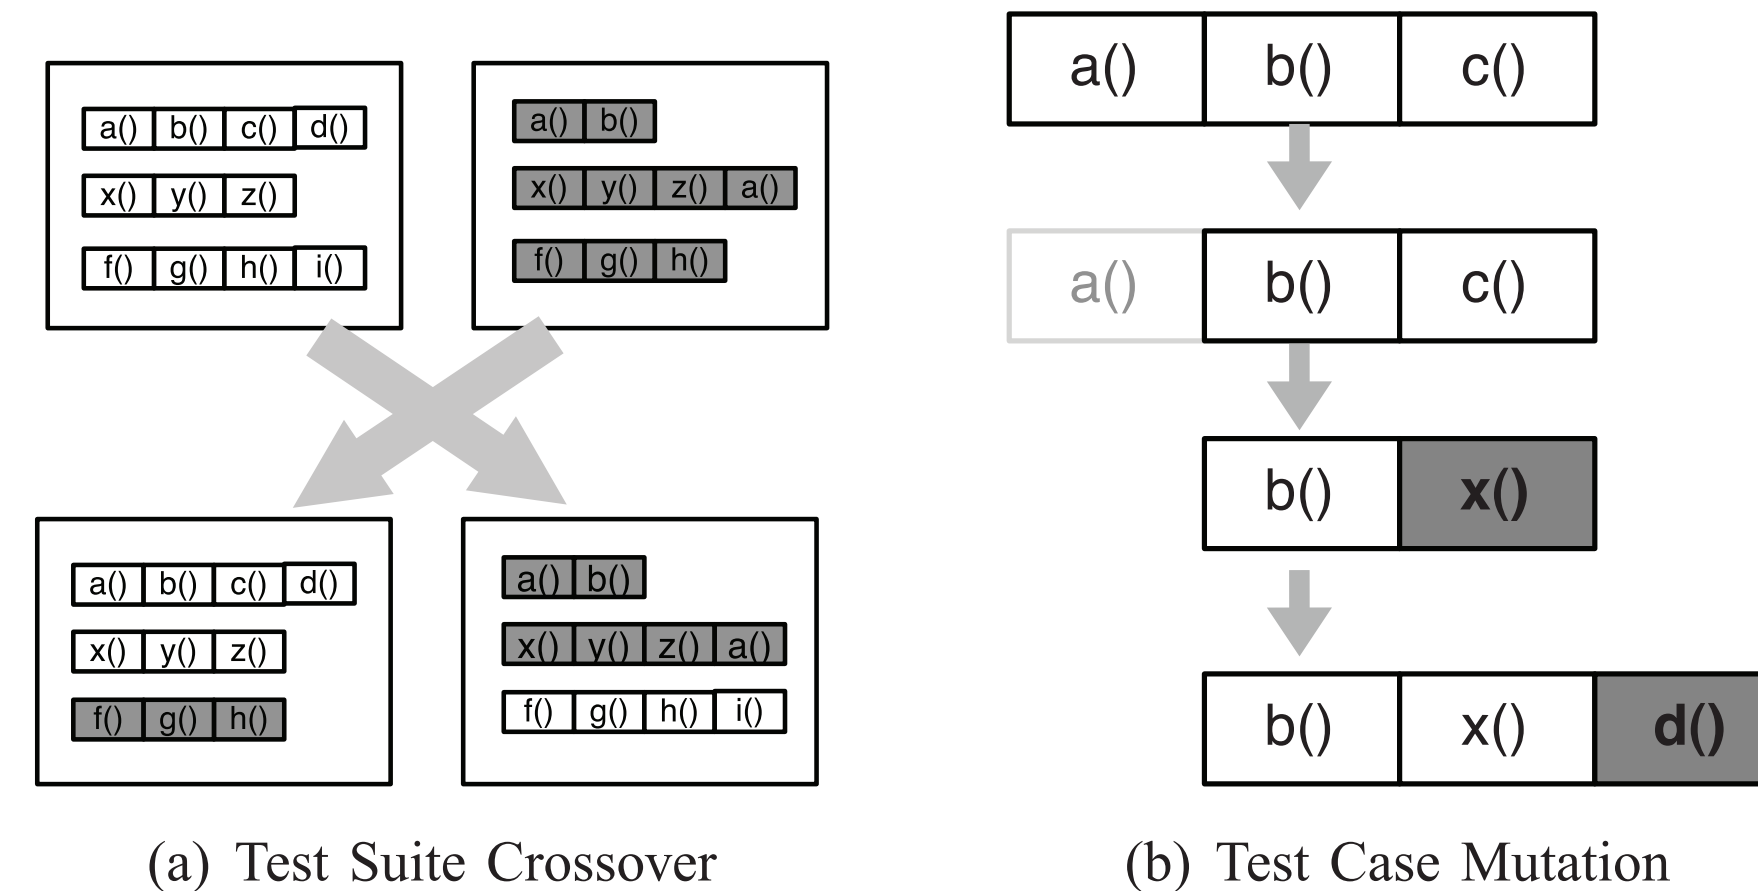 a() b() c() d()
x() y() z()
f() g() h() i()
a() b()
x() y() z() a()
f() g() h()
a() b() c() d()
x() y() z()
f() g() h()
a() b()
x() y() z() a()
f() g() h() i()
(a) Test Suite Crossover
a() b() c()
a() b() c()
b() x()
b() x() d()
(b) Test Case Mutation